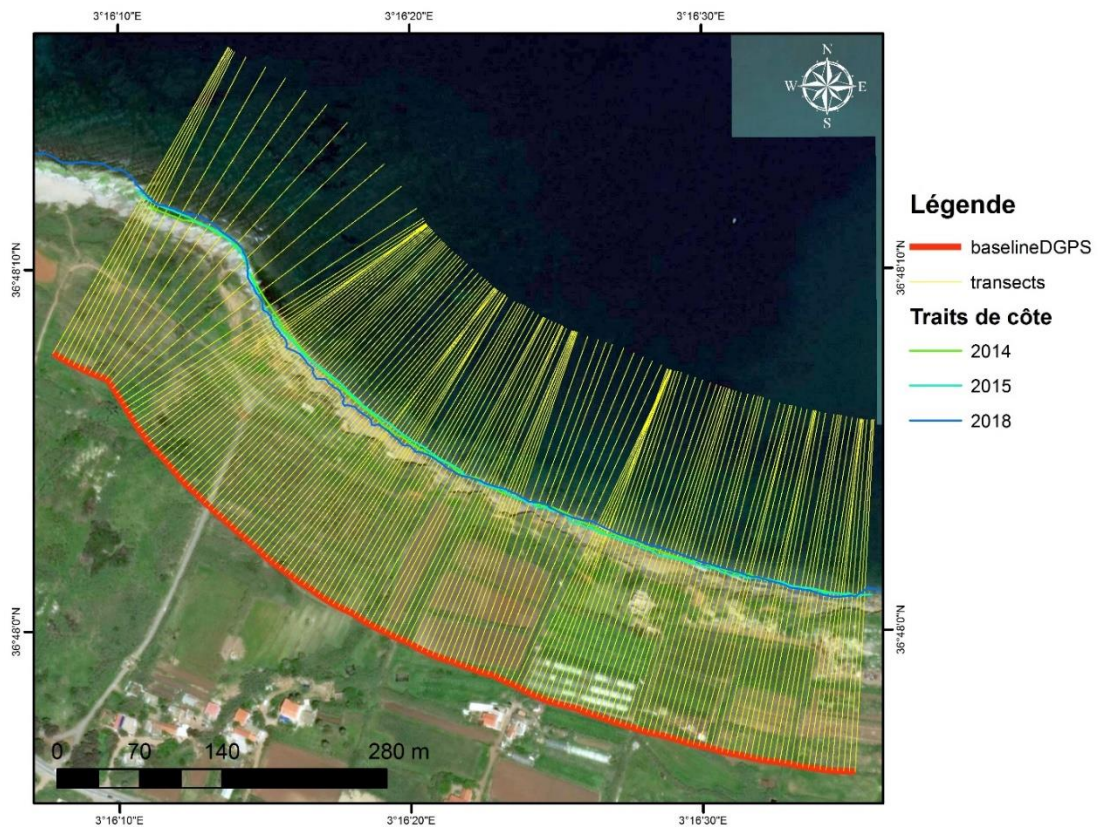 3°16'10"E
3°16'20"E
3°16'30"E
N
W
E
S
36°48'10"N
36°48'10"N
36°48'0"N
36°48'0"N
Légende
baselineDGPS
transects
Traits de côte
2014
2015
2018
0 70 140 280 m
3°16'10"E
3°16'20"E
3°16'30"E